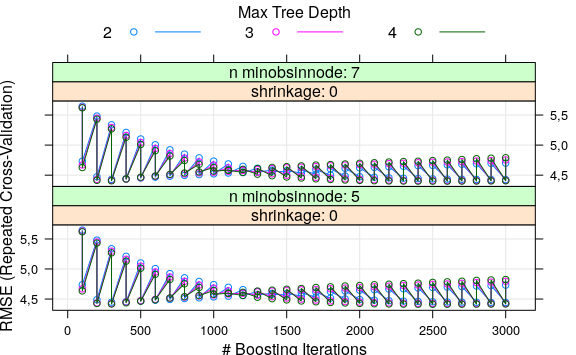 Max Tree Depth
2 3 4
n minobsinnode: 7
shrinkage: 0
5,5
5,0
4,5
n minobsinnode: 5
shrinkage: 0
5,5
5,0
4,5
RMSE (Repeated Cross-Validation)
0 500 1000 1500 2000 2500 3000
# Boosting Iterations